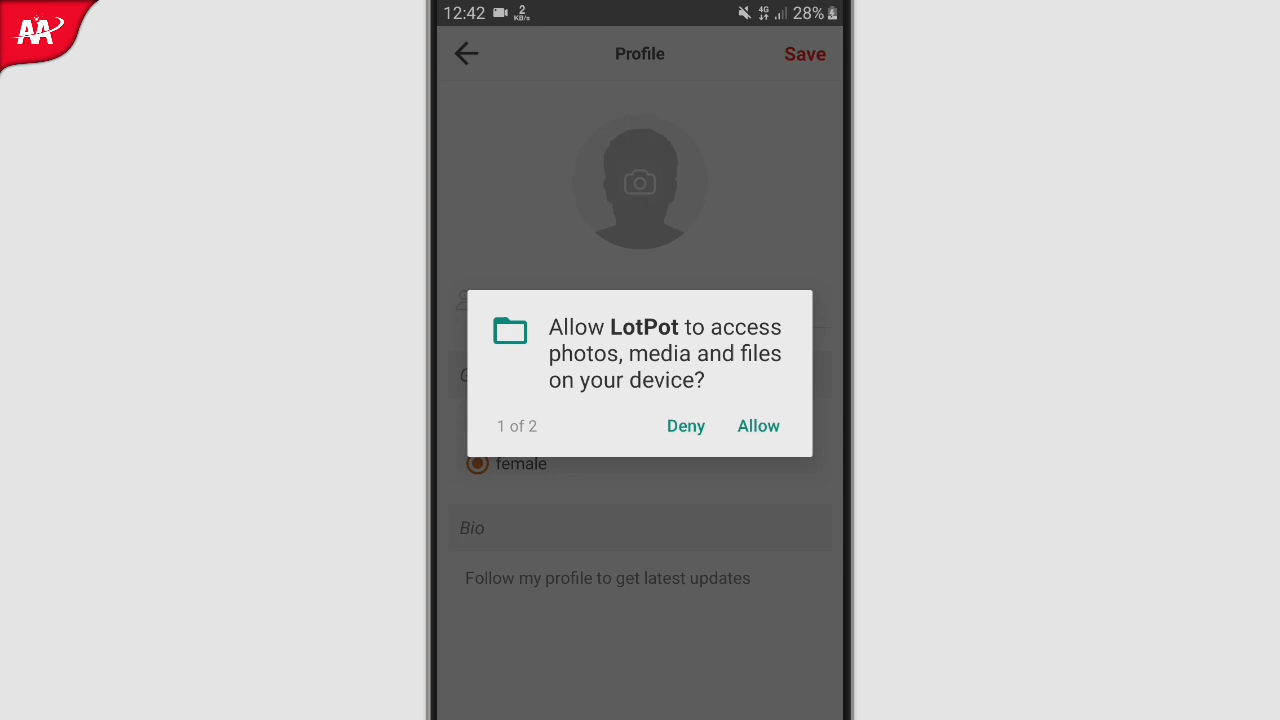 AA
12:42 2 KB/s 4G 28%
Profile
Save
Allow LotPot to access
photos, media and files
on your device?
1 of 2
Deny
Allow
female
Bio
Follow my profile to get latest updates